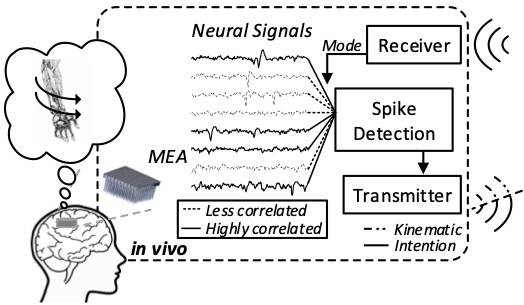 Neural Signals
Mode
Receiver
Spike
Detection
MEA
Transmitter
Less correlated
Highly correlated
Kinematic
Intention
in vivo